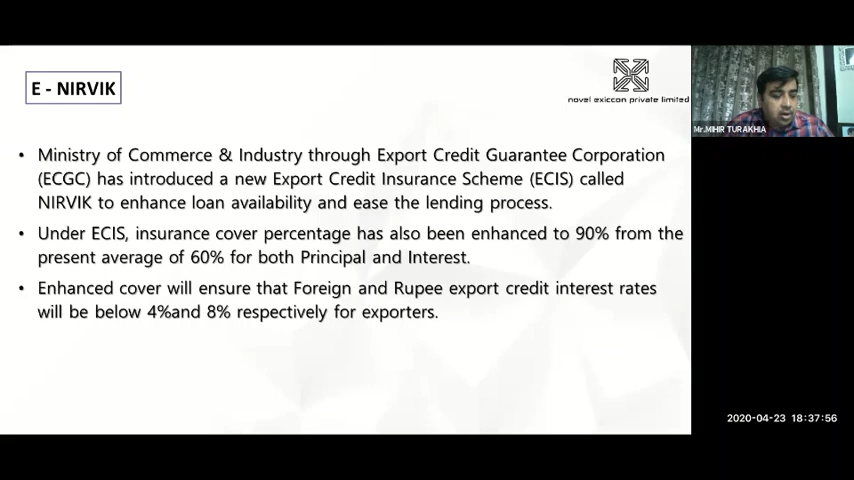 E - NIRVIK
novel exiccon private limited
Mr.MIHIR TURAKHIA
• Ministry of Commerce & Industry through Export Credit Guarantee Corporation
(ECGC) has introduced a new Export Credit Insurance Scheme (ECIS) called
NIRVIK to enhance loan availability and ease the lending process.
• Under ECIS, insurance cover percentage has also been enhanced to 90% from the
present average of 60% for both Principal and Interest.
• Enhanced cover will ensure that Foreign and Rupee export credit interest rates
will be below 4%and 8% respectively for exporters.
2020-04-23 18:37:56